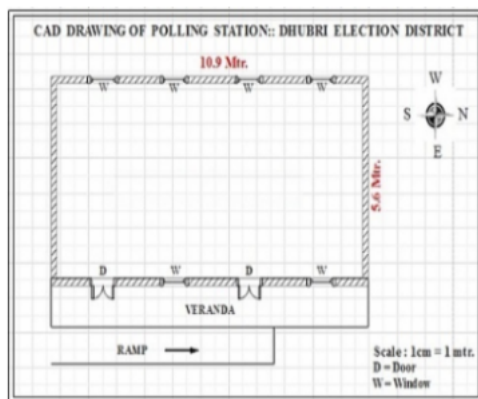 CAD DRAWING OF POLLING STATION:: DHUBRI ELECTION DISTRICT
10.9 Mtr.
W W W W
W
S N
E
5.6 Mtr.
D W D W
VERANDA
RAMP
Scale : 1cm = 1 mtr.
D = Door
W = Window